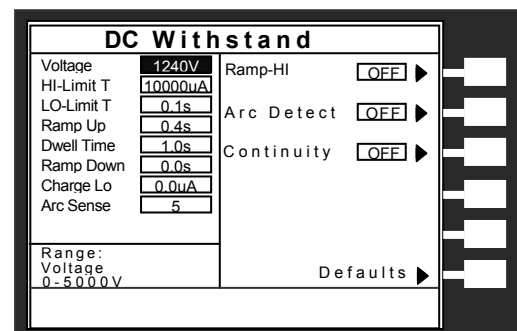 DC Withstand
Voltage 1240V
HI-Limit T 10000uA
LO-Limit T 0.1s
Ramp Up 0.4s
Dwell Time 1.0s
Ramp Down 0.0s
Charge Lo 0.0uA
Arc Sense 5
Ramp-HI OFF
Arc Detect OFF
Continuity OFF
Range:
Voltage
0-5000V
Defaults